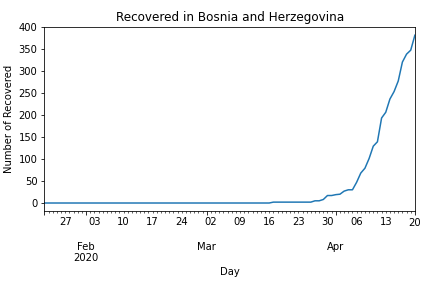 Recovered in Bosnia and Herzegovina
Number of Recovered
400
350
300
250
200
150
100
50
0
27 03 10 17 24 02 09 16 23 30 06 13 20
Feb Mar Apr
2020
Day